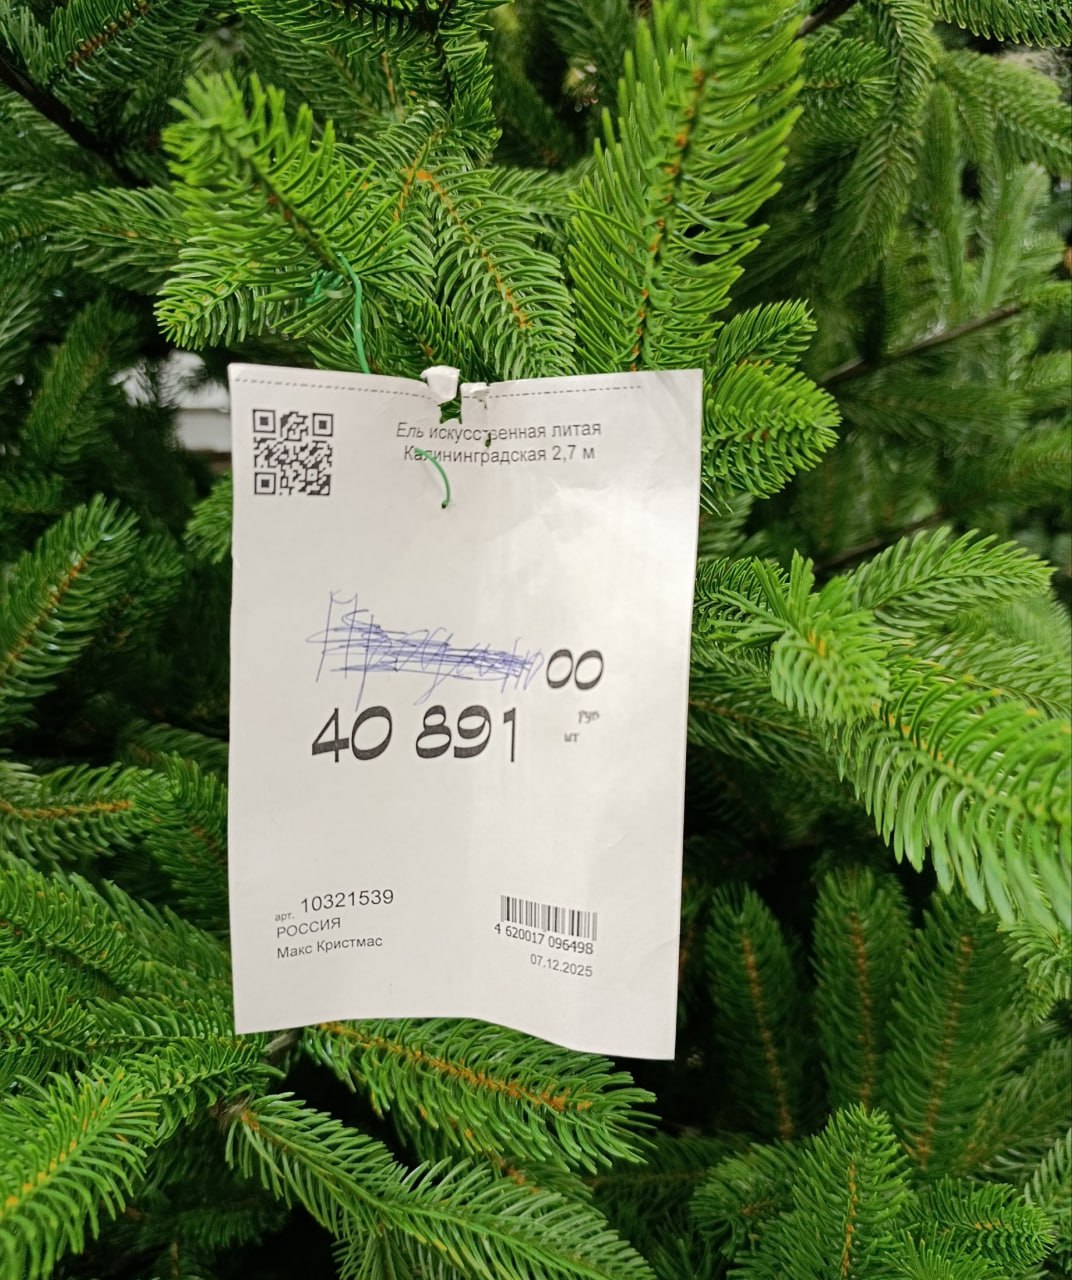 Ель искусственная литая
Калининградская 2,7 м
00
40 891
руб
шт
арт. 10321539
РОССИЯ
Макс Кристмас
4 620017 096498
07.12.2025